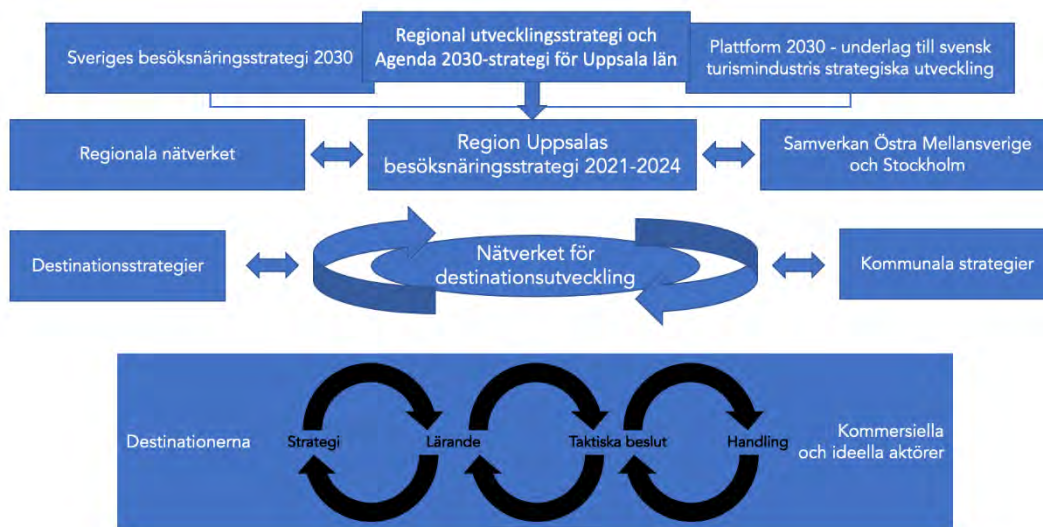 Sveriges besöksnäringsstrategi 2030
Regional utvecklingsstrategi och
Agenda 2030-strategi för Uppsala län
Plattform 2030 - underlag till svensk
turismindustris strategiska utveckling
Regionala nätverket
Region Uppsalas
besöksnäringsstrategi 2021-2024
Samverkan Östra Mellansverige
och Stockholm
Destinationsstrategier
Nätverket för
destinationsutveckling
Kommunala strategier
Destinationerna
Strategi
Lärande
Taktiska beslut
Handling
Kommersiella
och ideella aktörer